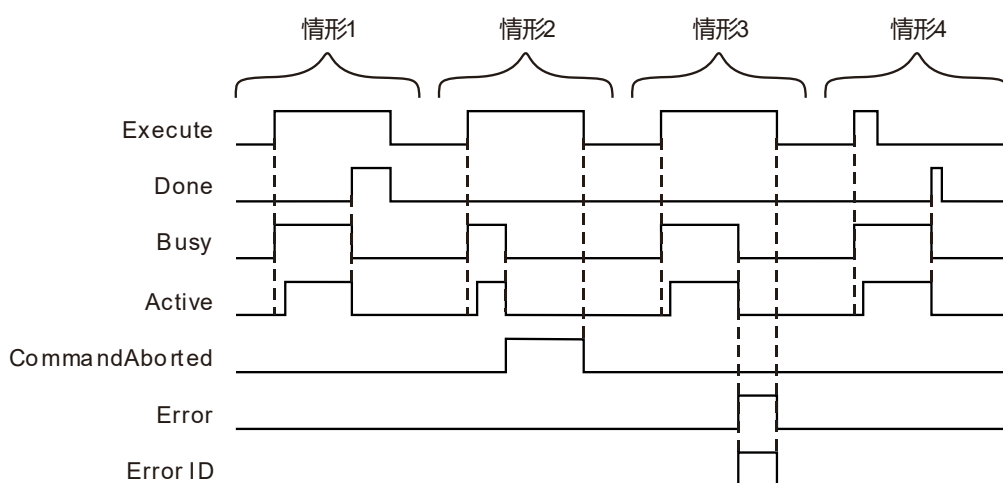 情形1 情形2 情形3 情形4
Execute
Done
Busy
Active
CommandAborted
Error
Error ID